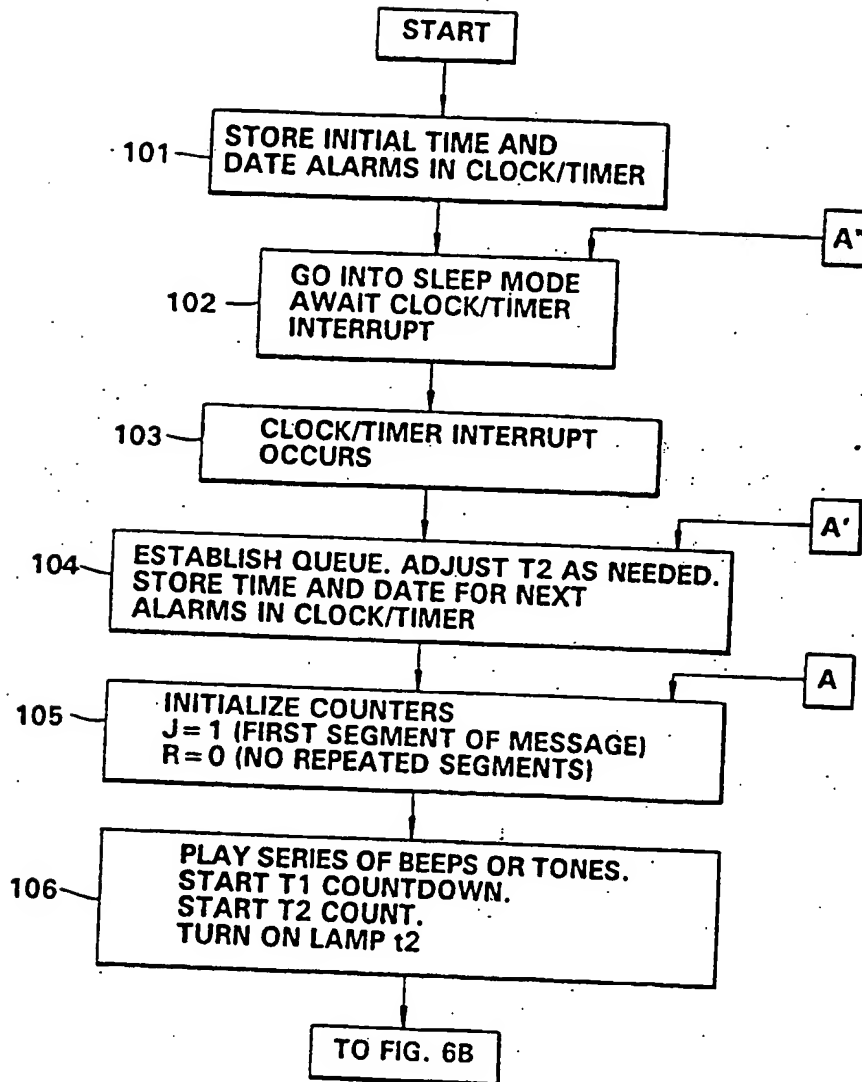 START
101
STORE INITIAL TIME AND
DATE ALARMS IN CLOCK/TIMER
A"
102
GO INTO SLEEP MODE
AWAIT CLOCK/TIMER
INTERRUPT
103
CLOCK/TIMER INTERRUPT
OCCURS
A'
104
ESTABLISH QUEUE. ADJUST T2 AS NEEDED.
STORE TIME AND DATE FOR NEXT
ALARMS IN CLOCK/TIMER
A
105
INITIALIZE COUNTERS
J=1 (FIRST SEGMENT OF MESSAGE)
R=0 (NO REPEATED SEGMENTS)
106
PLAY SERIES OF BEEPS OR TONES.
START T1 COUNTDOWN.
START T2 COUNT.
TURN ON LAMP t2
TO FIG. 6B